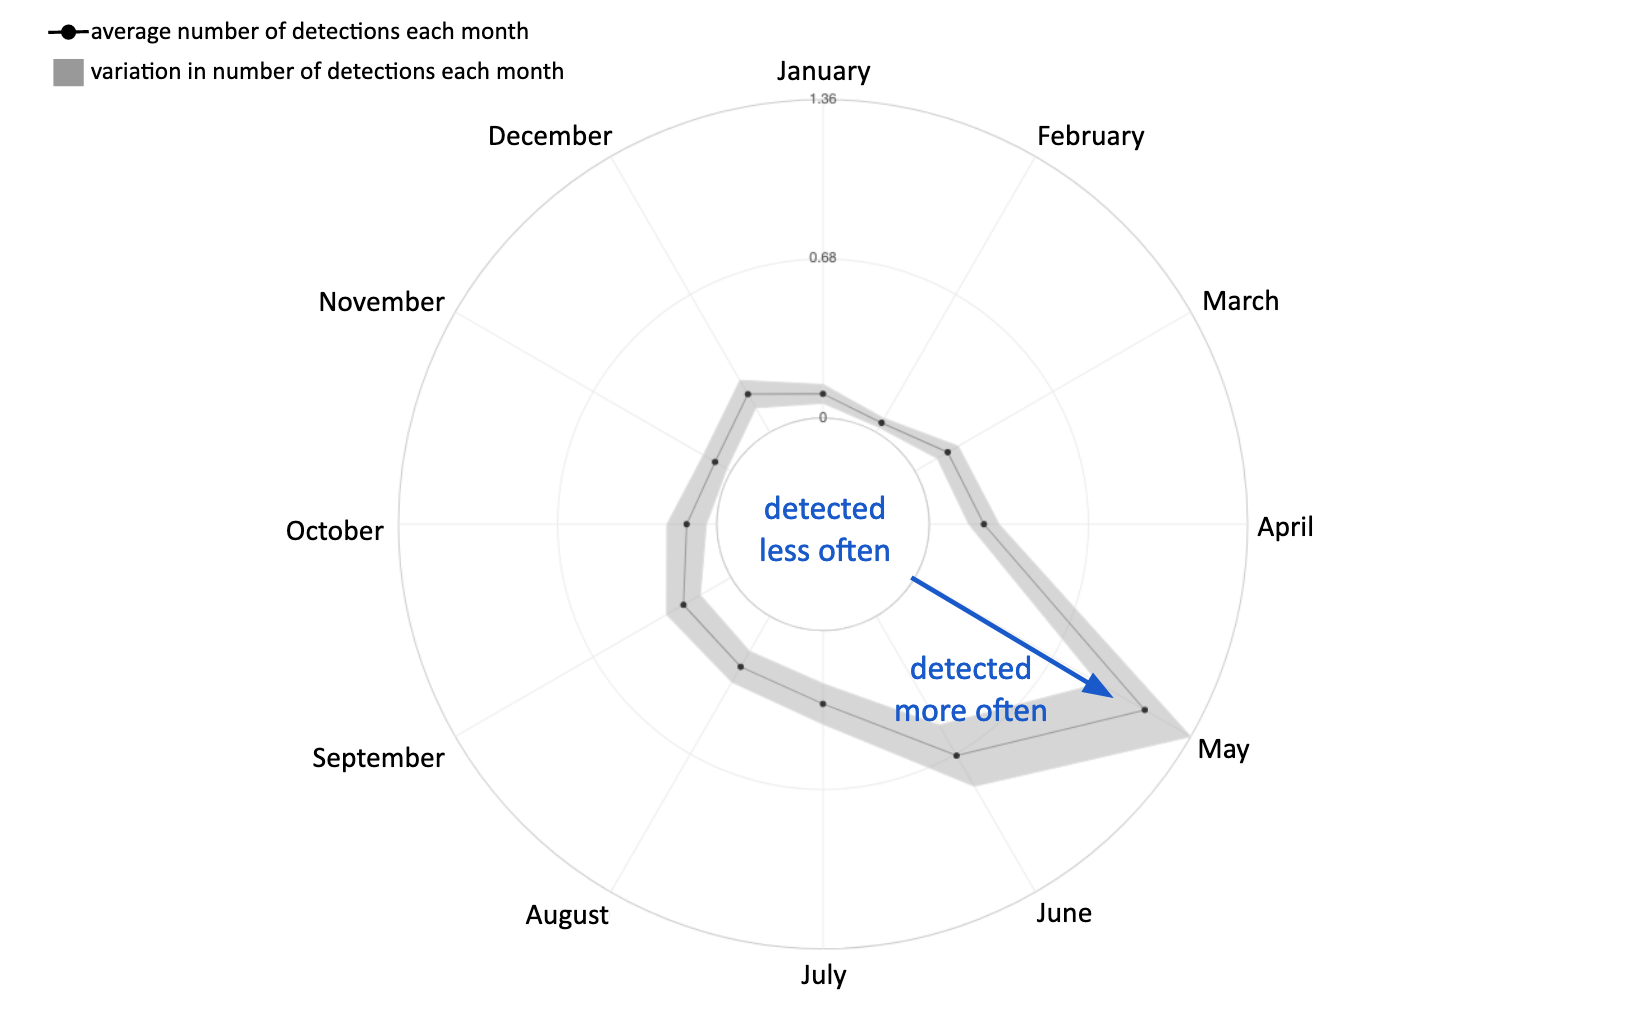 average number of detections each month
variation in number of detections each month
January
1.36
December
February
0.68
November
March
0
detected
less often
October
April
detected
more often
September
May
August
June
July